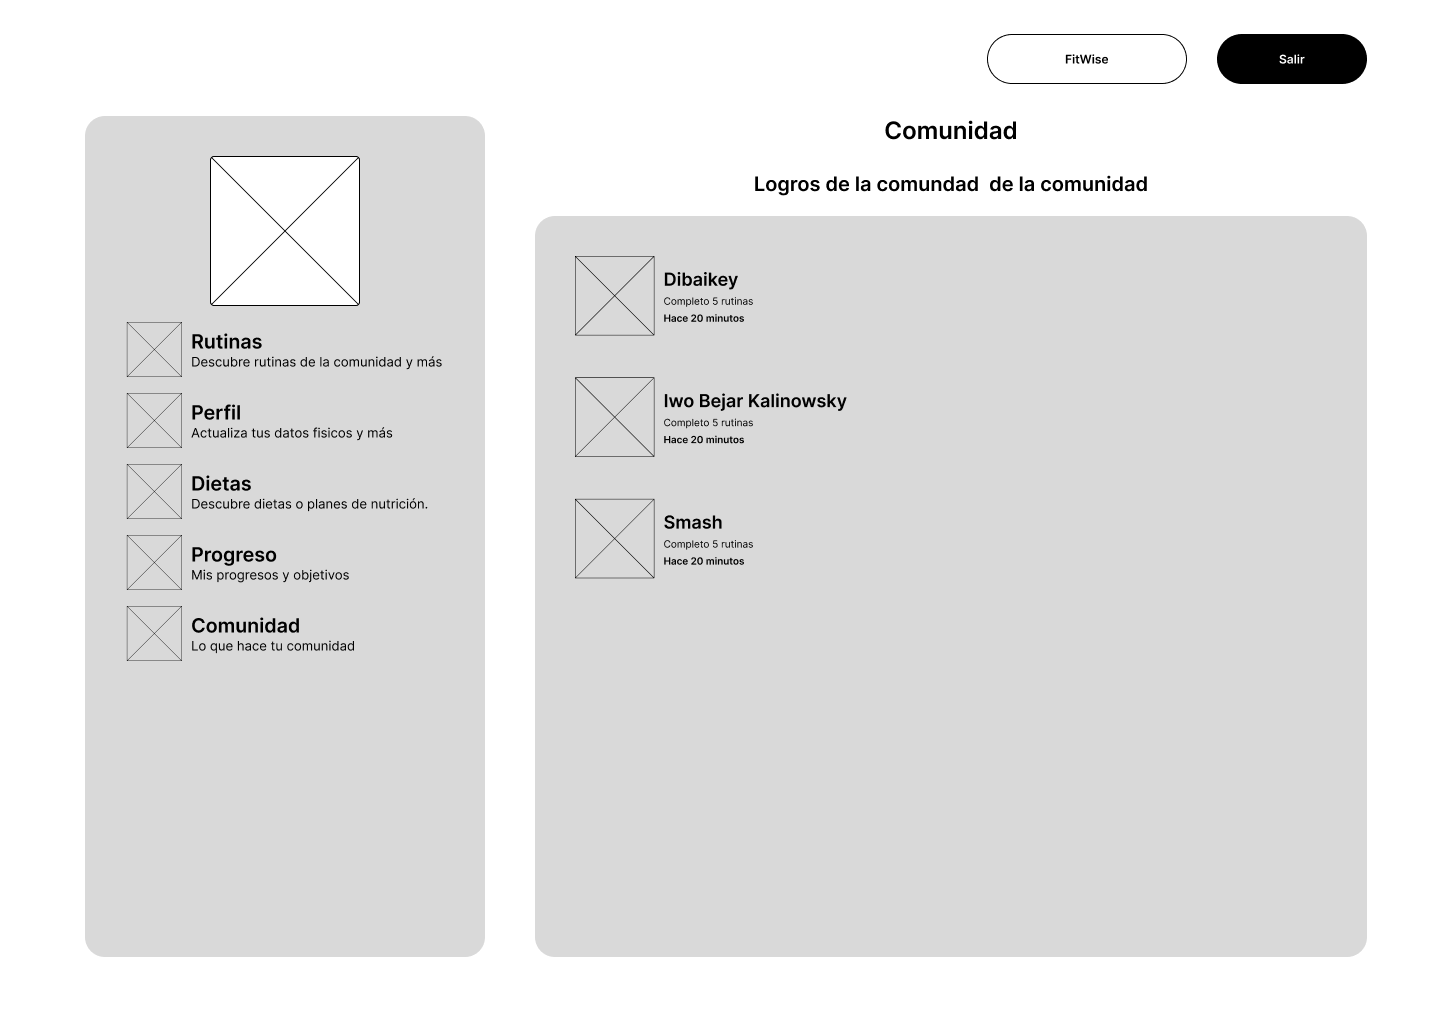 FitWise
Salir
Comunidad
Logros de la comundad  de la comunidad
Rutinas
Descubre rutinas de la comunidad y más
Perfil
Actualiza tus datos fisicos y más
Dietas
Descubre dietas o planes de nutrición.
Progreso
Mis progresos y objetivos
Comunidad
Lo que hace tu comunidad
Dibaikey
Completo 5 rutinas
Hace 20 minutos
Iwo Bejar Kalinowsky
Completo 5 rutinas
Hace 20 minutos
Smash
Completo 5 rutinas
Hace 20 minutos